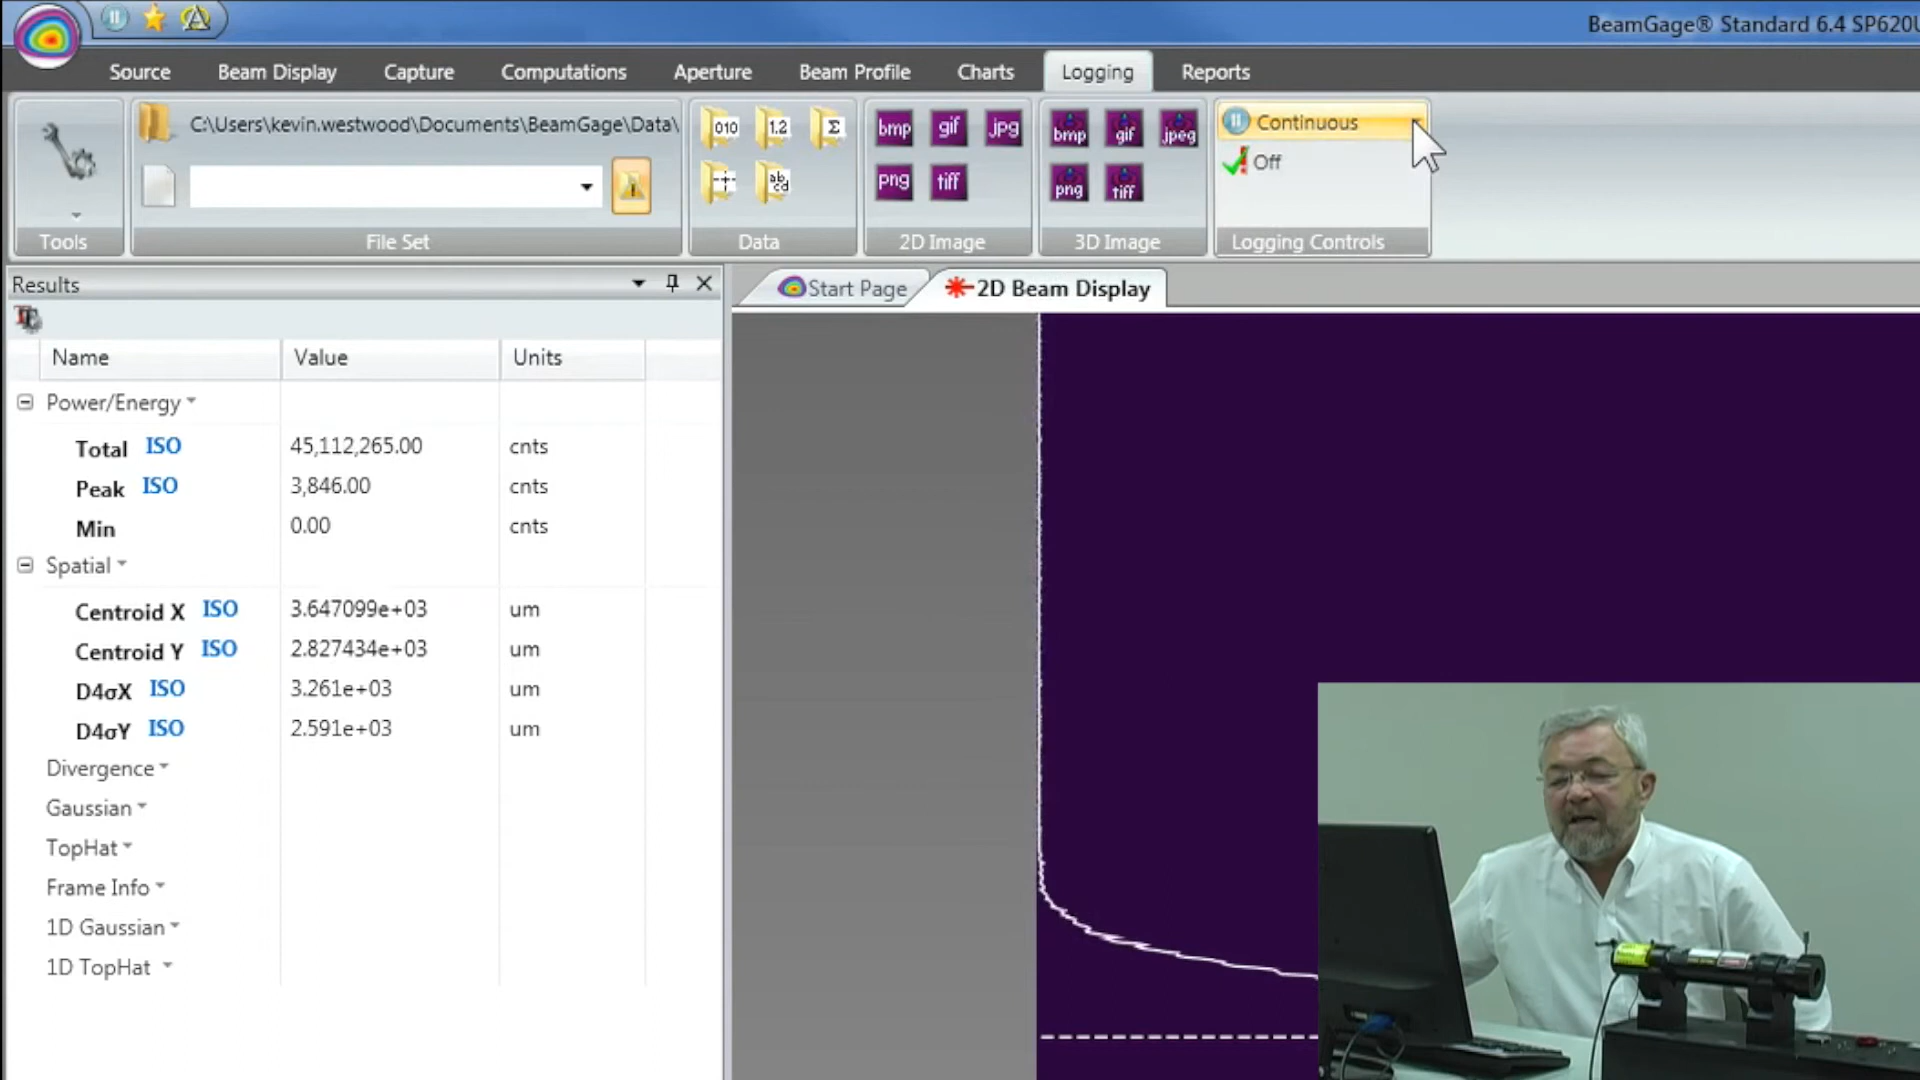 BeamGage® Standard 6.4 SP620U
Source Beam Display Capture Computations Aperture Beam Profile Charts Logging Reports
C:\Users\kevin.westwood\Documents\BeamGage\Data\
010 1.2 Σ
ab
cd
bmp gif jpg
png tiff
bmp gif jpeg
png tiff
Continuous
Off
Tools File Set Data 2D Image 3D Image Logging Controls
Results
Start Page 2D Beam Display
Name Value Units
Power/Energy
Total ISO 45,112,265.00 cnts
Peak ISO 3,846.00 cnts
Min 0.00 cnts
Spatial
Centroid X ISO 3.647099e+03 um
Centroid Y ISO 2.827434e+03 um
D4σX ISO 3.261e+03 um
D4σY ISO 2.591e+03 um
Divergence
Gaussian
TopHat
Frame Info
1D Gaussian
1D TopHat